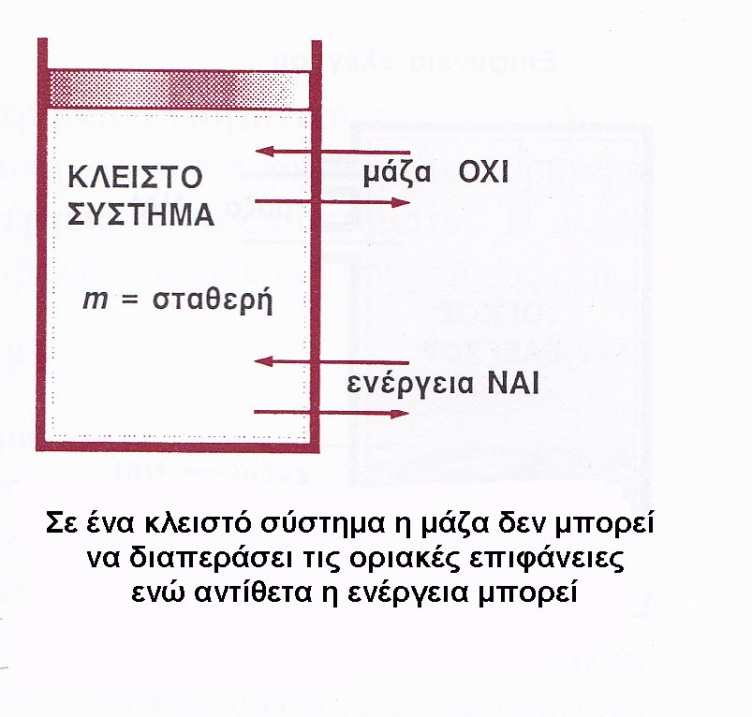 ΚΛΕΙΣΤΟ
ΣΥΣΤΗΜΑ
m = σταθερή
μάζα ΟΧΙ
ενέργεια ΝΑΙ
Σε ένα κλειστό σύστημα η μάζα δεν μπορεί
να διαπεράσει τις οριακές επιφάνειες
ενώ αντίθετα η ενέργεια μπορεί